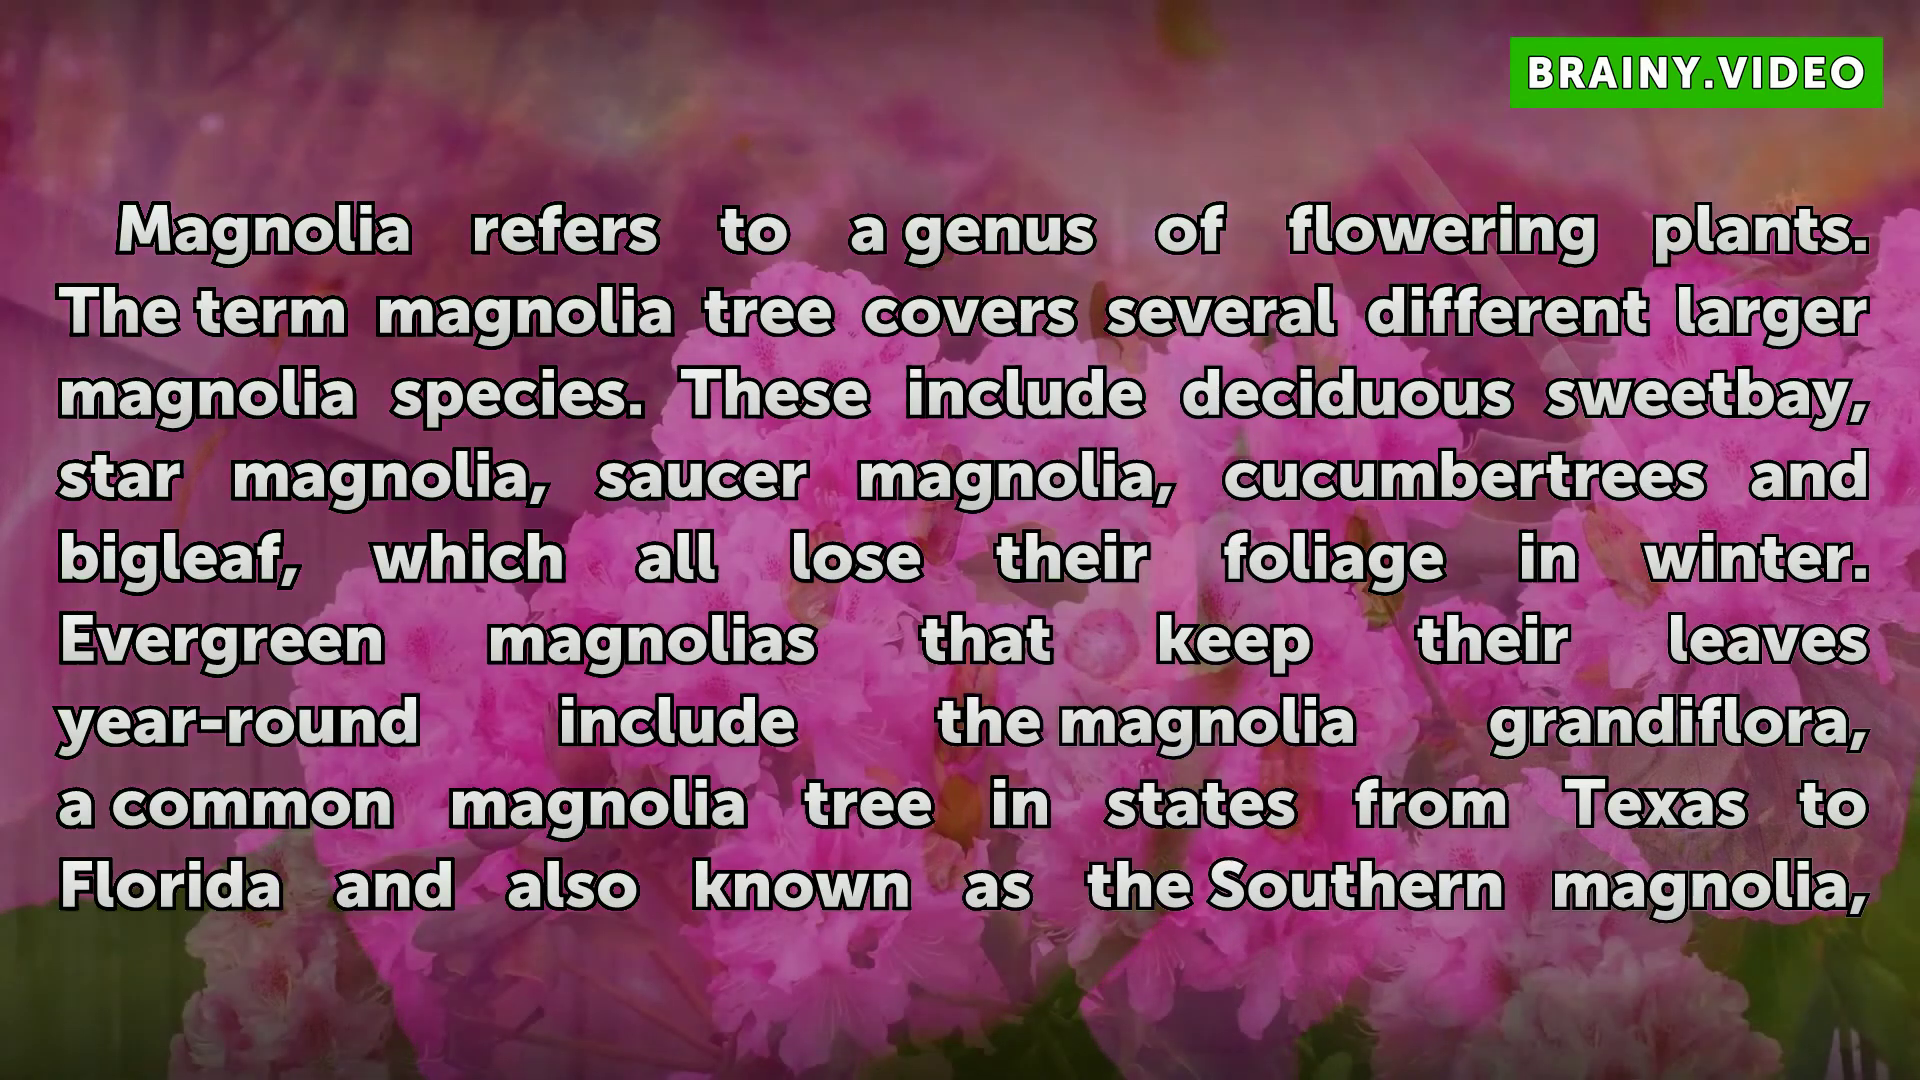 BRAINY.VIDEO
Magnolia refers to a genus of flowering plants.
The term magnolia tree covers several different larger
magnolia species. These include deciduous sweetbay,
star magnolia, saucer magnolia, cucumbertrees and
bigleaf, which all lose their foliage in winter.
Evergreen magnolias that keep their leaves
year-round include the magnolia grandiflora,
a common magnolia tree in states from Texas to
Florida and also known as the Southern magnolia,